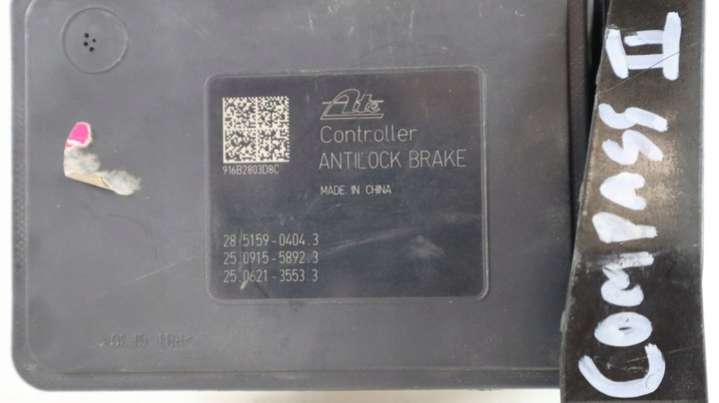 Ate
Controller
ANTILOCK BRAKE
MADE IN CHINA
916B2803D8C
28.5159-0404.3
25.0915-5892.3
25.0621-3553.3
COMPASS II